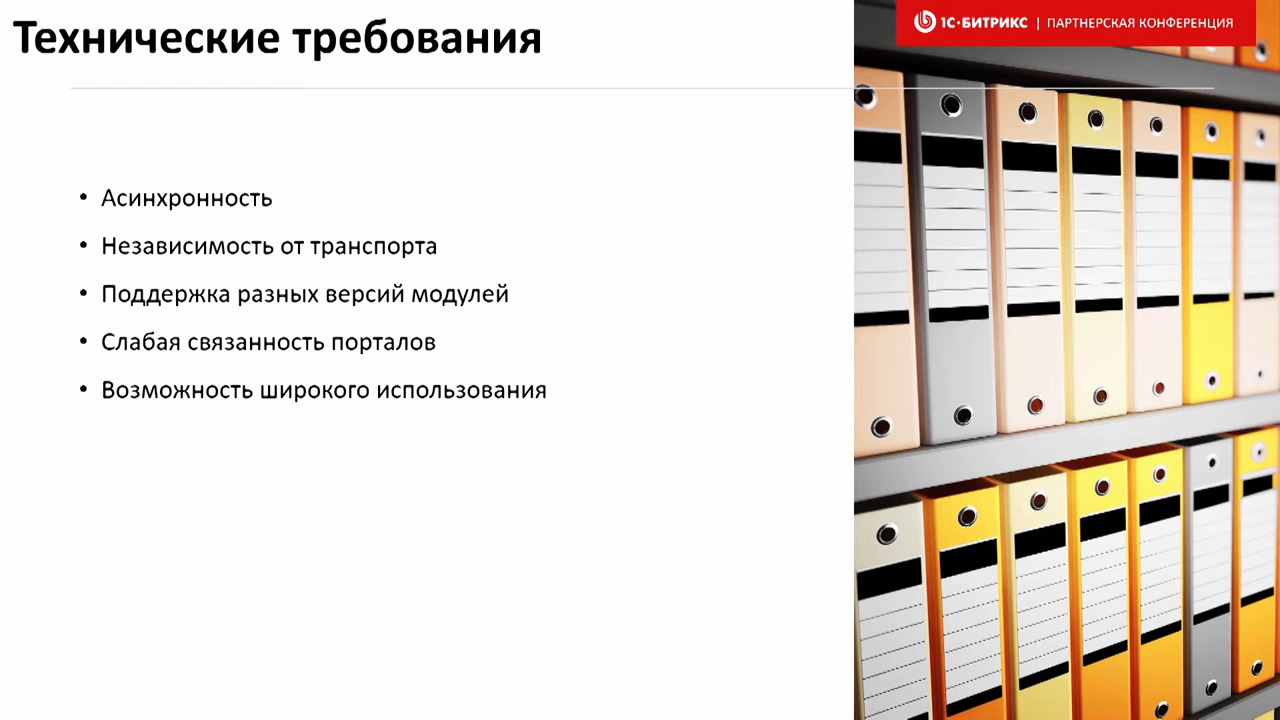 Технические требования
1С·БИТРИКС | ПАРТНЕРСКАЯ КОНФЕРЕНЦИЯ
• Асинхронность
• Независимость от транспорта
• Поддержка разных версий модулей
• Слабая связанность порталов
• Возможность широкого использования